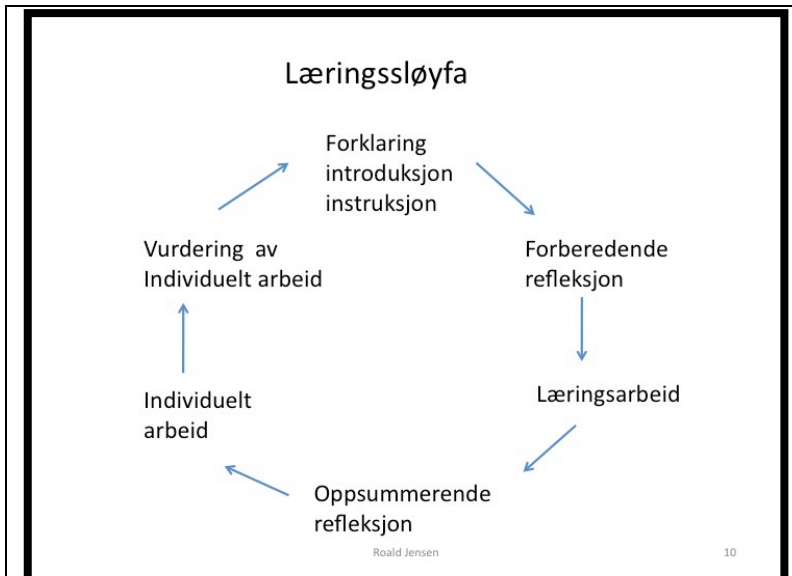 Læringssløyfa
Forklaring
introduksjon
instruksjon
Forberedende
refleksjon
Læringsarbeid
Oppsummerende
refleksjon
Individuelt
arbeid
Vurdering av
Individuelt arbeid
Roald Jensen
10